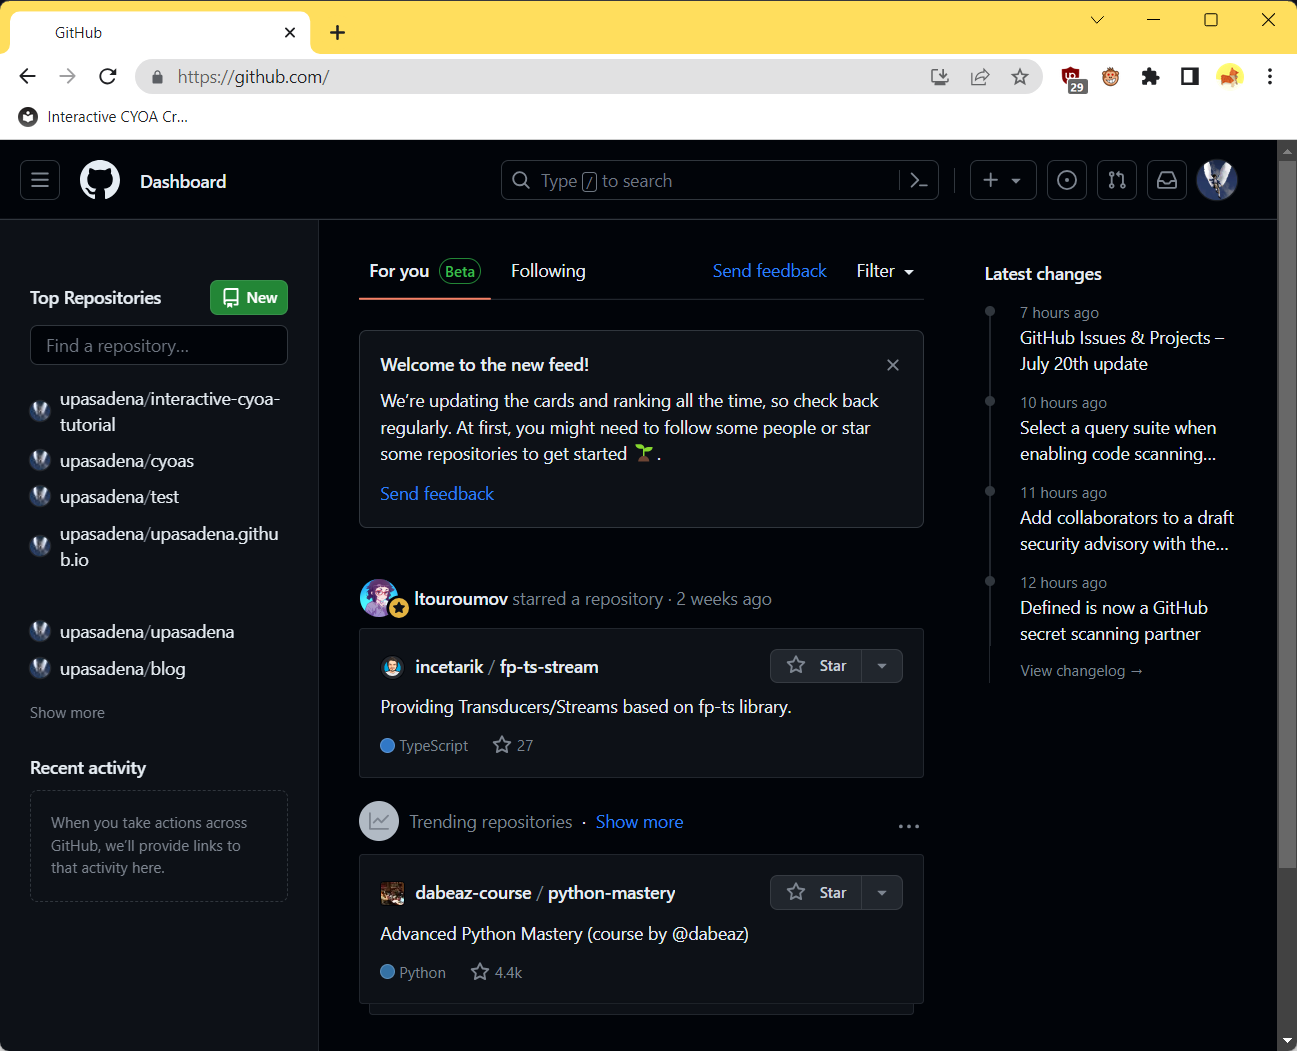 GitHub
https://github.com/
29
Interactive CYOA Cr...
Dashboard
Type / to search
Top Repositories
New
Find a repository...
upasadena/interactive-cyoa-
tutorial
upasadena/cyoas
upasadena/test
upasadena/upasadena.githu
b.io
upasadena/upasadena
upasadena/blog
Show more
Recent activity
When you take actions across
GitHub, we'll provide links to
that activity here.
For you Beta
Following
Send feedback
Filter
Welcome to the new feed!
We're updating the cards and ranking all the time, so check back
regularly. At first, you might need to follow some people or star
some repositories to get started 🌱 .
Send feedback
ltouroumov starred a repository · 2 weeks ago
incetarik / fp-ts-stream
Star
Providing Transducers/Streams based on fp-ts library.
TypeScript 27
Trending repositories · Show more
dabeaz-course / python-mastery
Star
Advanced Python Mastery (course by @dabeaz)
Python 4.4k
Latest changes
7 hours ago
GitHub Issues & Projects –
July 20th update
10 hours ago
Select a query suite when
enabling code scanning...
11 hours ago
Add collaborators to a draft
security advisory with the...
12 hours ago
Defined is now a GitHub
secret scanning partner
View changelog →